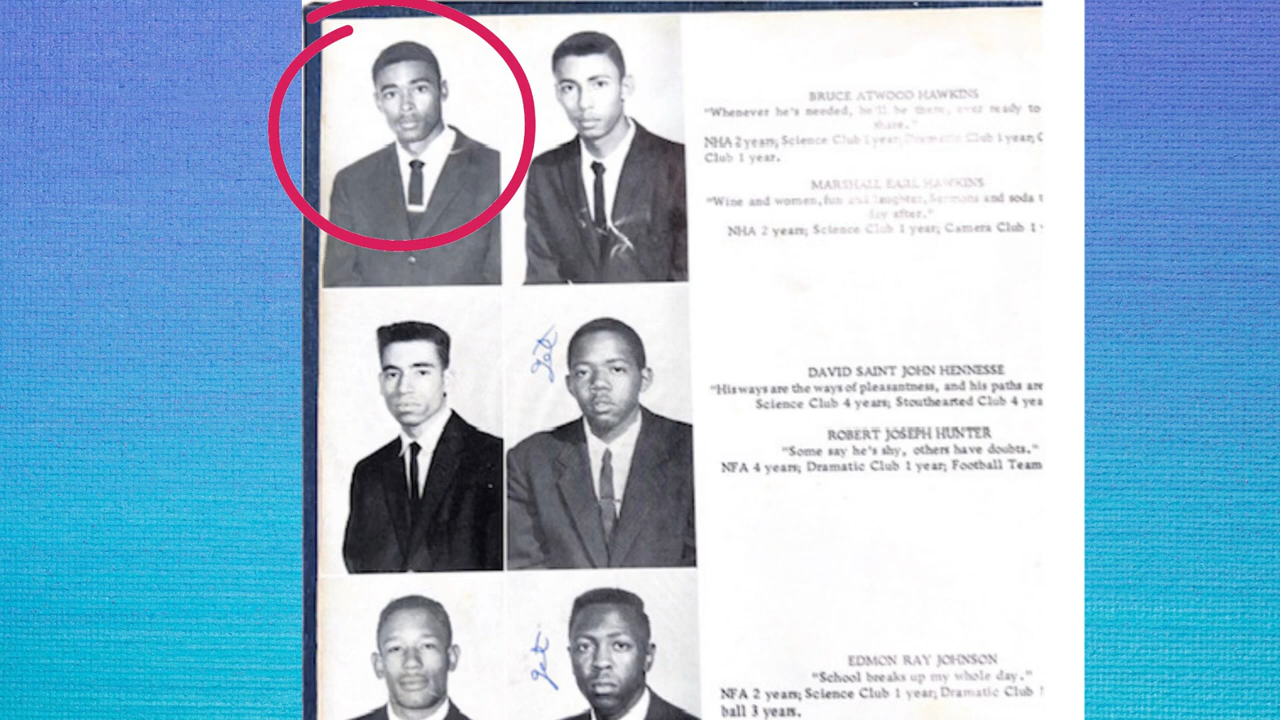 BRUCE ATWOOD HAWKINS
"Whenever he's needed, he'll be there, ever ready to
share."
NHA 2 years; Science Club 1 year; Dramatic Club 1 year; C
Club 1 year.
MARSHALL EARL HAWKINS
"Wine and women, fun and laughter, Sermons and soda t
day after."
NHA 2 years; Science Club 1 year; Camera Club 1 y
DAVID SAINT JOHN HENNESSE
"His ways are the ways of pleasantness, and his paths are
Science Club 4 years; Stouthearted Club 4 yea
ROBERT JOSEPH HUNTER
"Some say he's shy, others have doubts."
NFA 4 years; Dramatic Club 1 year; Football Team
EDMON RAY JOHNSON
"School breaks up my whole day."
NFA 2 years; Science Club 1 year; Dramatic Club
ball 3 years.